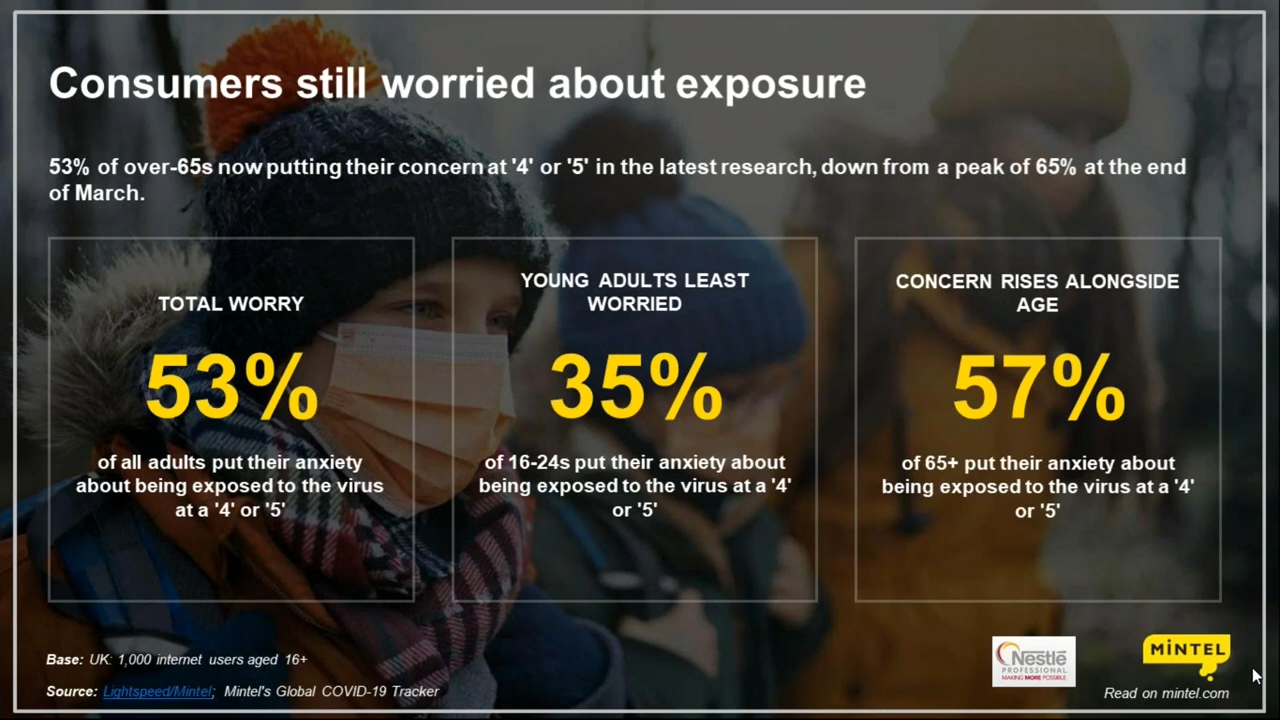 Consumers still worried about exposure
53% of over-65s now putting their concern at '4' or '5' in the latest research, down from a peak of 65% at the end
of March.
TOTAL WORRY
53%
of all adults put their anxiety
about being exposed to the virus
at a '4' or '5'
YOUNG ADULTS LEAST
WORRIED
35%
of 16-24s put their anxiety about
being exposed to the virus at a '4'
or '5'
CONCERN RISES ALONGSIDE
AGE
57%
of 65+ put their anxiety about
being exposed to the virus at a '4'
or '5'
Base: UK: 1,000 internet users aged 16+
Source: Lightspeed/Mintel; Mintel's Global COVID-19 Tracker
Nestlé
PROFESSIONAL
MAKING MORE POSSIBLE
MiNTEL
Read on mintel.com